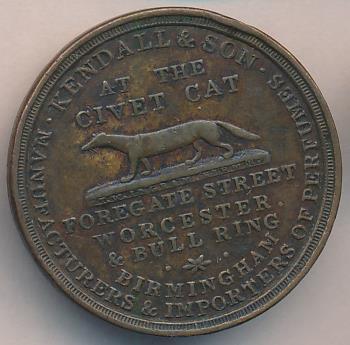 KENDALL & SON
AT THE
CIVET CAT
FOREGATE STREET
WORCESTER.
& BULL RING
BIRMINGHAM
MANUFACTURERS & IMPORTERS OF PERFUMES